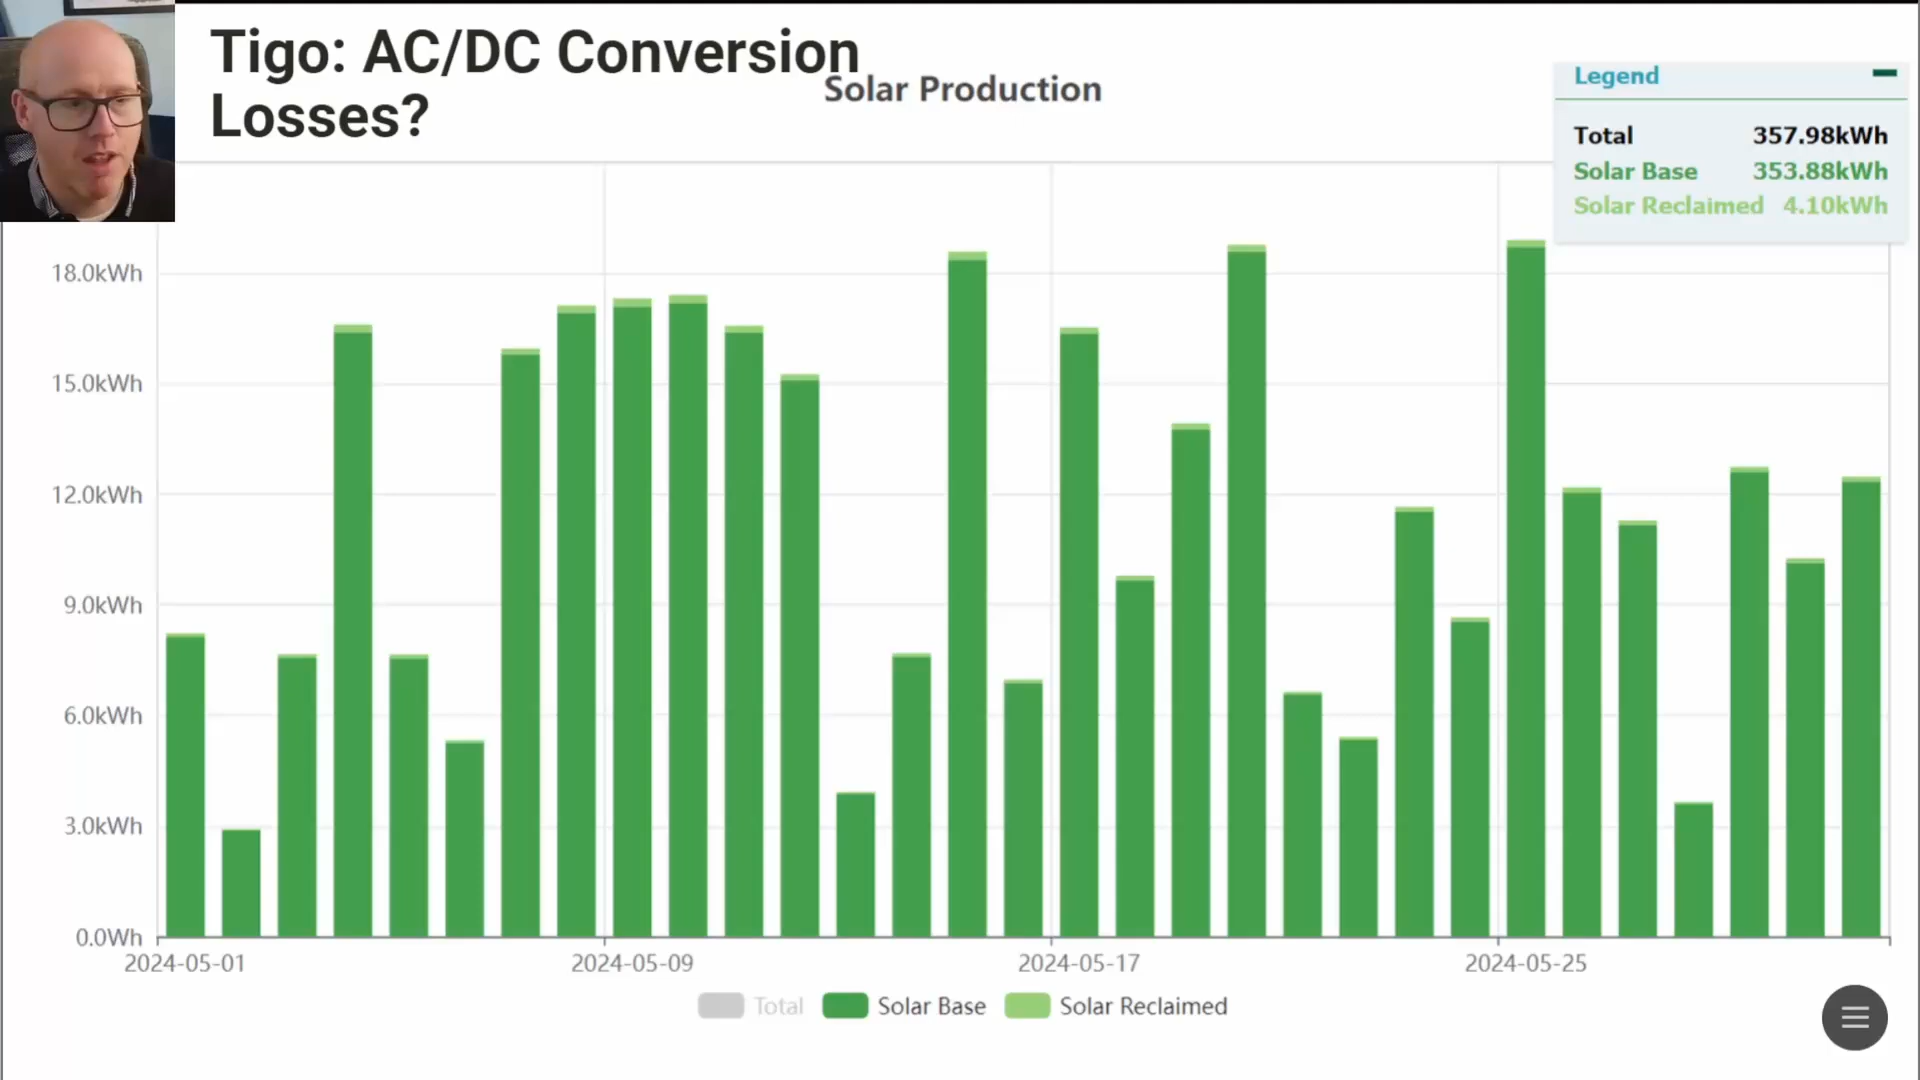 Tigo: AC/DC Conversion
Losses?
Solar Production
Legend
Total 357.98kWh
Solar Base 353.88kWh
Solar Reclaimed 4.10kWh
18.0kWh
15.0kWh
12.0kWh
9.0kWh
6.0kWh
3.0kWh
0.0Wh
2024-05-01 2024-05-09 2024-05-17 2024-05-25
Total Solar Base Solar Reclaimed